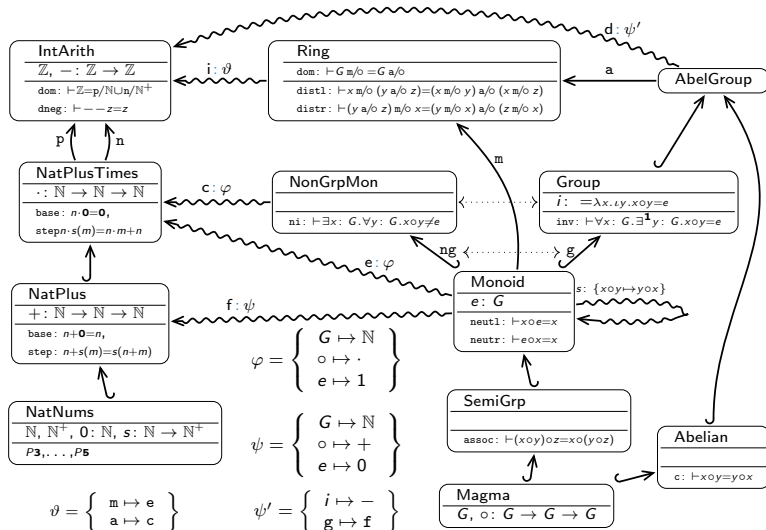 d: ψ′
IntArith
ℤ, −: ℤ → ℤ
dom: ⊢ℤ=p/ℕ∪n/ℕ⁺
dneg: ⊢−−z=z
i: ϑ
Ring
dom: ⊢G m/∘ =G a/∘
distl: ⊢x m/∘ (y a/∘ z)=(x m/∘ y) a/∘ (x m/∘ z)
distr: ⊢(y a/∘ z) m/∘ x=(y m/∘ x) a/∘ (z m/∘ x)
a
AbelGroup
p
n
m
NatPlusTimes
·: ℕ → ℕ → ℕ
base: n·0=0,
stepn·s(m)=n·m+n
c: φ
NonGrpMon
ni: ⊢∃x: G.∀y: G.x∘y≠e
Group
i: =λx.ιy.x∘y=e
inv: ⊢∀x: G.∃¹y: G.x∘y=e
ng
g
e: φ
NatPlus
+: ℕ → ℕ → ℕ
base: n+0=n,
step: n+s(m)=s(n+m)
f: ψ
Monoid
e: G
neutl: ⊢x∘e=x
neutr: ⊢e∘x=x
s: {x∘y↦y∘x}
φ = { G ↦ ℕ
∘ ↦ ·
e ↦ 1 }
NatNums
ℕ, ℕ⁺, 0: ℕ, s: ℕ → ℕ⁺
P3,...,P5
ψ = { G ↦ ℕ
∘ ↦ +
e ↦ 0 }
SemiGrp
assoc: ⊢(x∘y)∘z=x∘(y∘z)
Abelian
c: ⊢x∘y=y∘x
ϑ = { m ↦ e
a ↦ c }
ψ′ = { i ↦ −
g ↦ f }
Magma
G, ∘: G → G → G